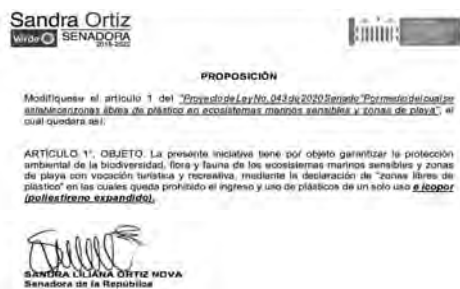 Sandra Ortiz
Verde SENADORA
2018-2022
PROPOSICIÓN
Modifíquese el artículo 1 del "Proyecto de Ley No. 043 de 2020 Senado "Por medio del cual se
establecen zonas libres de plástico en ecosistemas marinos sensibles y zonas de playa", el
cual quedara así:
ARTÍCULO 1°. OBJETO. La presente iniciativa tiene por objeto garantizar la protección
ambiental de la biodiversidad, flora y fauna de los ecosistemas marinos sensibles y zonas
de playa con vocación turística y recreativa, mediante la declaración de "zonas libres de
plástico" en las cuales queda prohibido el ingreso y uso de plásticos de un solo uso e icopor
(poliestireno expandido).
SANDRA LILIANA ORTIZ NOVA
Senadora de la República